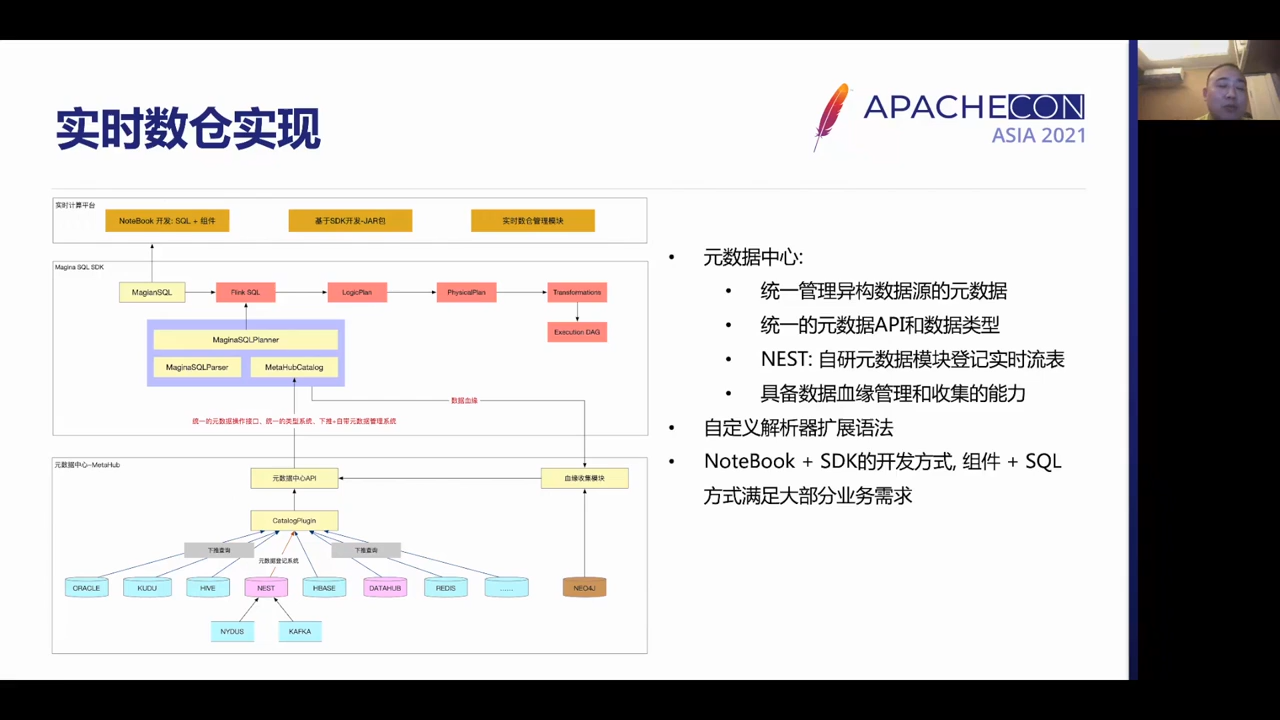 实时数仓实现
APACHECON
ASIA 2021
实时计算平台
NoteBook 开发: SQL + 组件
基于SDK开发-JAR包
实时数仓管理模块
Magina SQL SDK
MagianSQL
Flink SQL
LogicPlan
PhysicalPlan
Transformations
Execution DAG
MaginaSQLPlanner
MaginaSQLParser
MetaHubCatalog
数据血缘
统一的元数据操作接口、统一的类型系统、下推+自带元数据管理系统
元数据中心-MetaHub
元数据中心API
血缘收集模块
CatalogPlugin
下推查询
下推查询
元数据登记系统
ORACLE
KUDU
HIVE
NEST
HBASE
DATAHUB
REDIS
......
NEO4J
NYDUS
KAFKA
• 元数据中心:
• 统一管理异构数据源的元数据
• 统一的元数据API和数据类型
• NEST: 自研元数据模块登记实时流表
• 具备数据血缘管理和收集的能力
• 自定义解析器扩展语法
• NoteBook + SDK的开发方式, 组件 + SQL
方式满足大部分业务需求